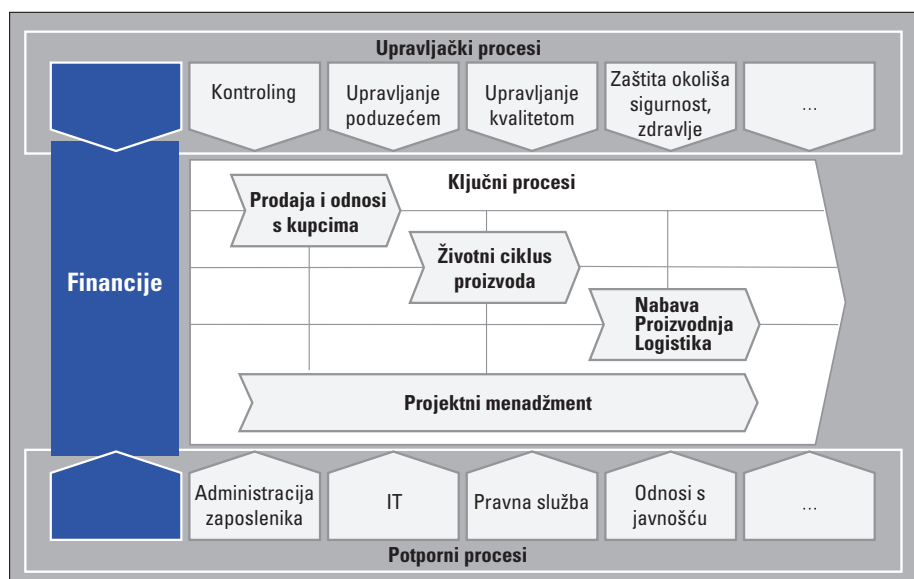 Upravljački procesi
Kontroling
Upravljanje
poduzećem
Upravljanje
kvalitetom
Zaštita okoliša
sigurnost,
zdravlje
...
Financije
Ključni procesi
Prodaja i odnosi
s kupcima
Životni ciklus
proizvoda
Nabava
Proizvodnja
Logistika
Projektni menadžment
Administracija
zaposlenika
IT
Pravna služba
Odnosi s
javnošću
...
Potporni procesi